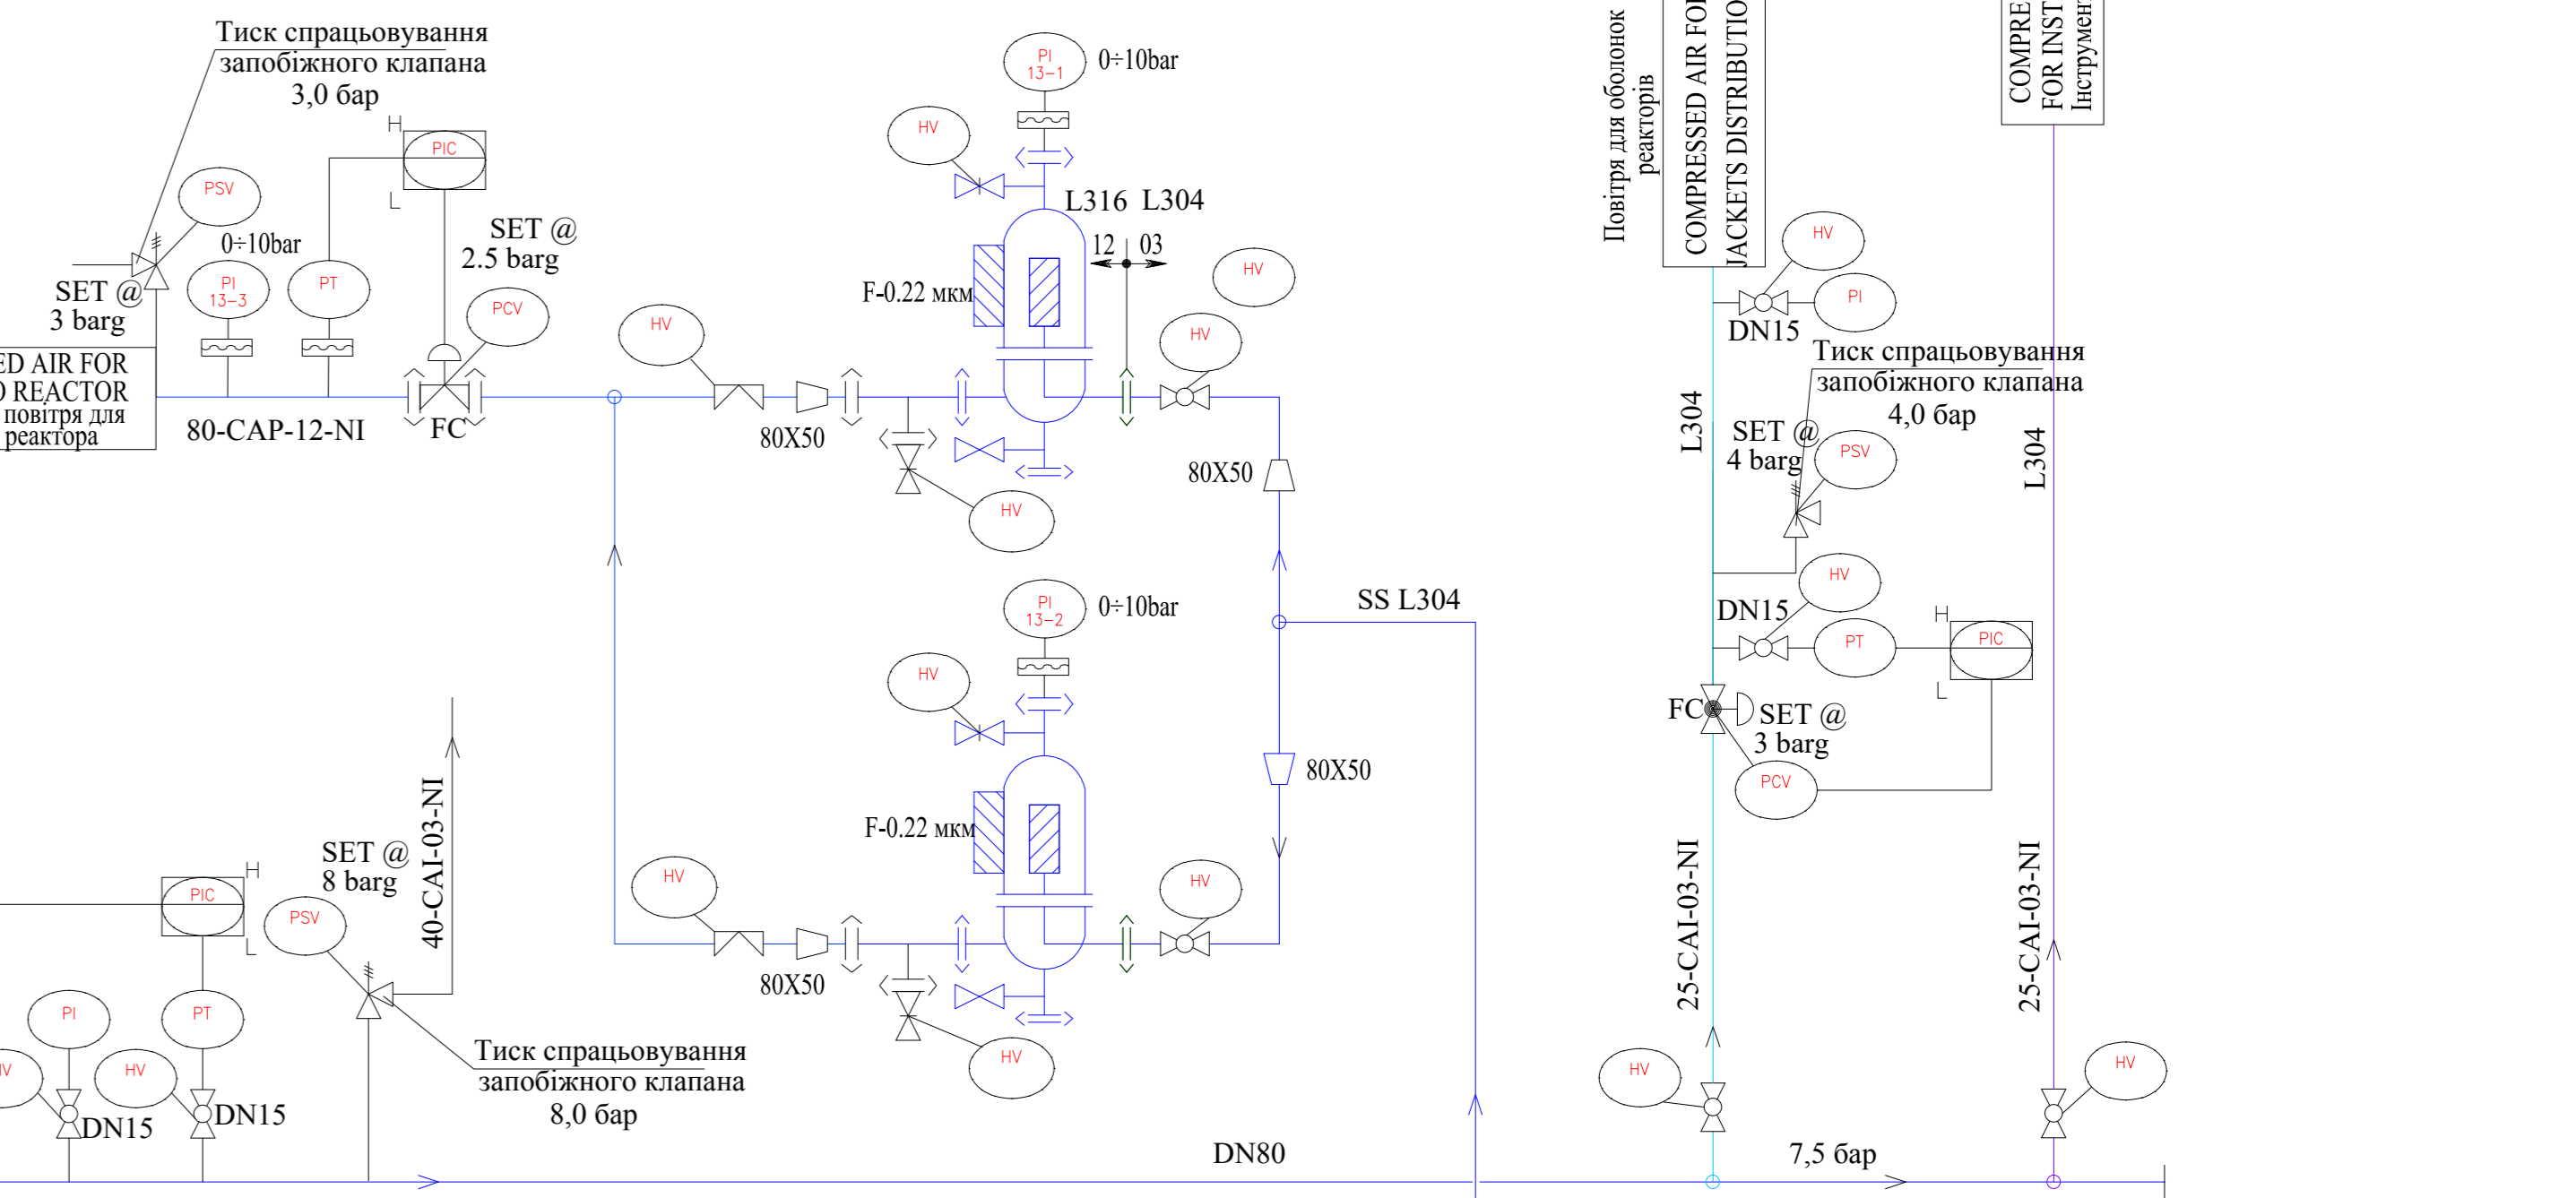 Тиск спрацьовування
запобіжного клапана
3,0 бар
H
PIC
L
PSV
SET @
3 barg
0÷10bar
PI
13-3
PT
SET @
2.5 barg
PCV
ED AIR FOR
REACTOR
повітря для
реактора
80-CAP-12-NI
FC
PI
13-1
0÷10bar
HV
L316 L304
12 03
F-0.22 мкм
HV
HV
HV
80X50
HV
80X50
SS L304
PI
13-2
0÷10bar
HV
80X50
F-0.22 мкм
HV
HV
80X50
HV
40-CAI-03-NI
SET @
8 barg
PSV
PIC
H
L
PI
PT
HV
HV
DN15
DN15
Тиск спрацьовування
запобіжного клапана
8,0 бар
DN80
7,5 бар
Повітря для оболонок
реакторів
COMPRESSED AIR FO
JACKETS DISTRIBUTIO
COMPRE
FOR INST
Інструмен
HV
PI
DN15
Тиск спрацьовування
запобіжного клапана
4,0 бар
L304
SET @
4 barg
PSV
L304
HV
DN15
PT
H
PIC
L
FC
SET @
3 barg
PCV
25-CAI-03-NI
25-CAI-03-NI
HV
HV